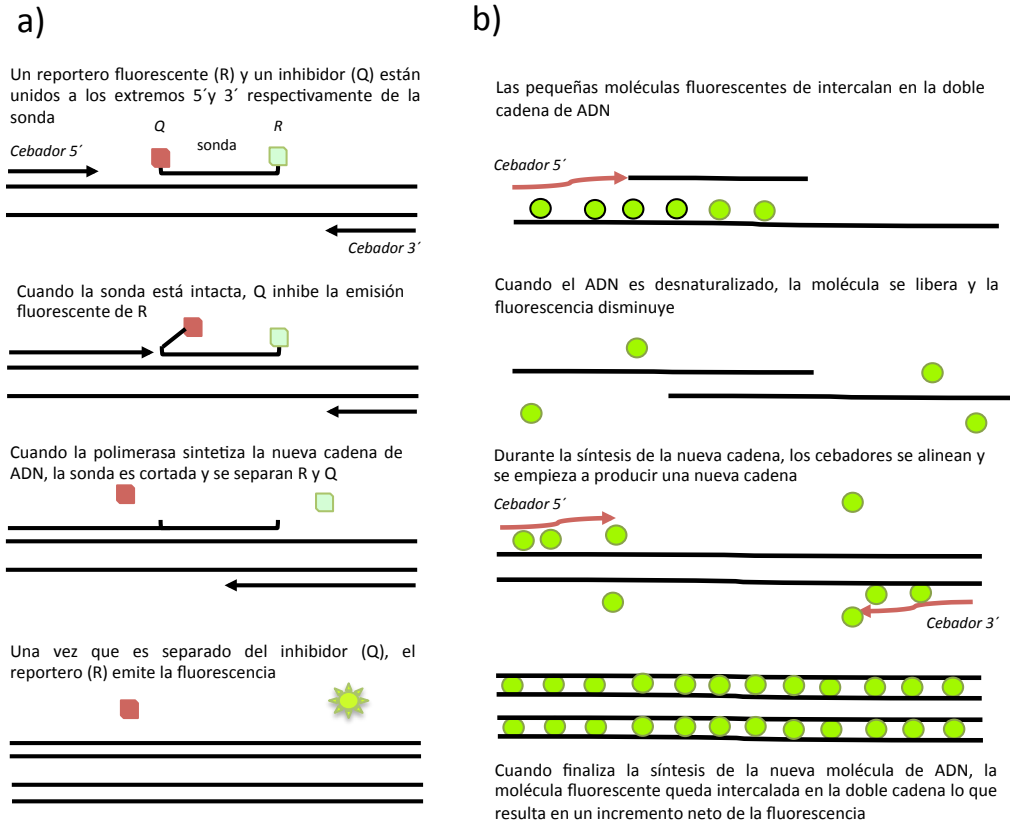 a)
Un reportero fluorescente (R) y un inhibidor (Q) están
unidos a los extremos 5´y 3´ respectivamente de la
sonda
Q
R
sonda
Cebador 5´
Cebador 3´
Cuando la sonda está intacta, Q inhibe la emisión
fluorescente de R
Cuando la polimerasa sintetiza la nueva cadena de
ADN, la sonda es cortada y se separan R y Q
Una vez que es separado del inhibidor (Q), el
reportero (R) emite la fluorescencia
b)
Las pequeñas moléculas fluorescentes de intercalan en la doble
cadena de ADN
Cebador 5´
Cuando el ADN es desnaturalizado, la molécula se libera y la
fluorescencia disminuye
Durante la síntesis de la nueva cadena, los cebadores se alinean y
se empieza a producir una nueva cadena
Cebador 5´
Cebador 3´
Cuando finaliza la síntesis de la nueva molécula de ADN, la
molécula fluorescente queda intercalada en la doble cadena lo que
resulta en un incremento neto de la fluorescencia